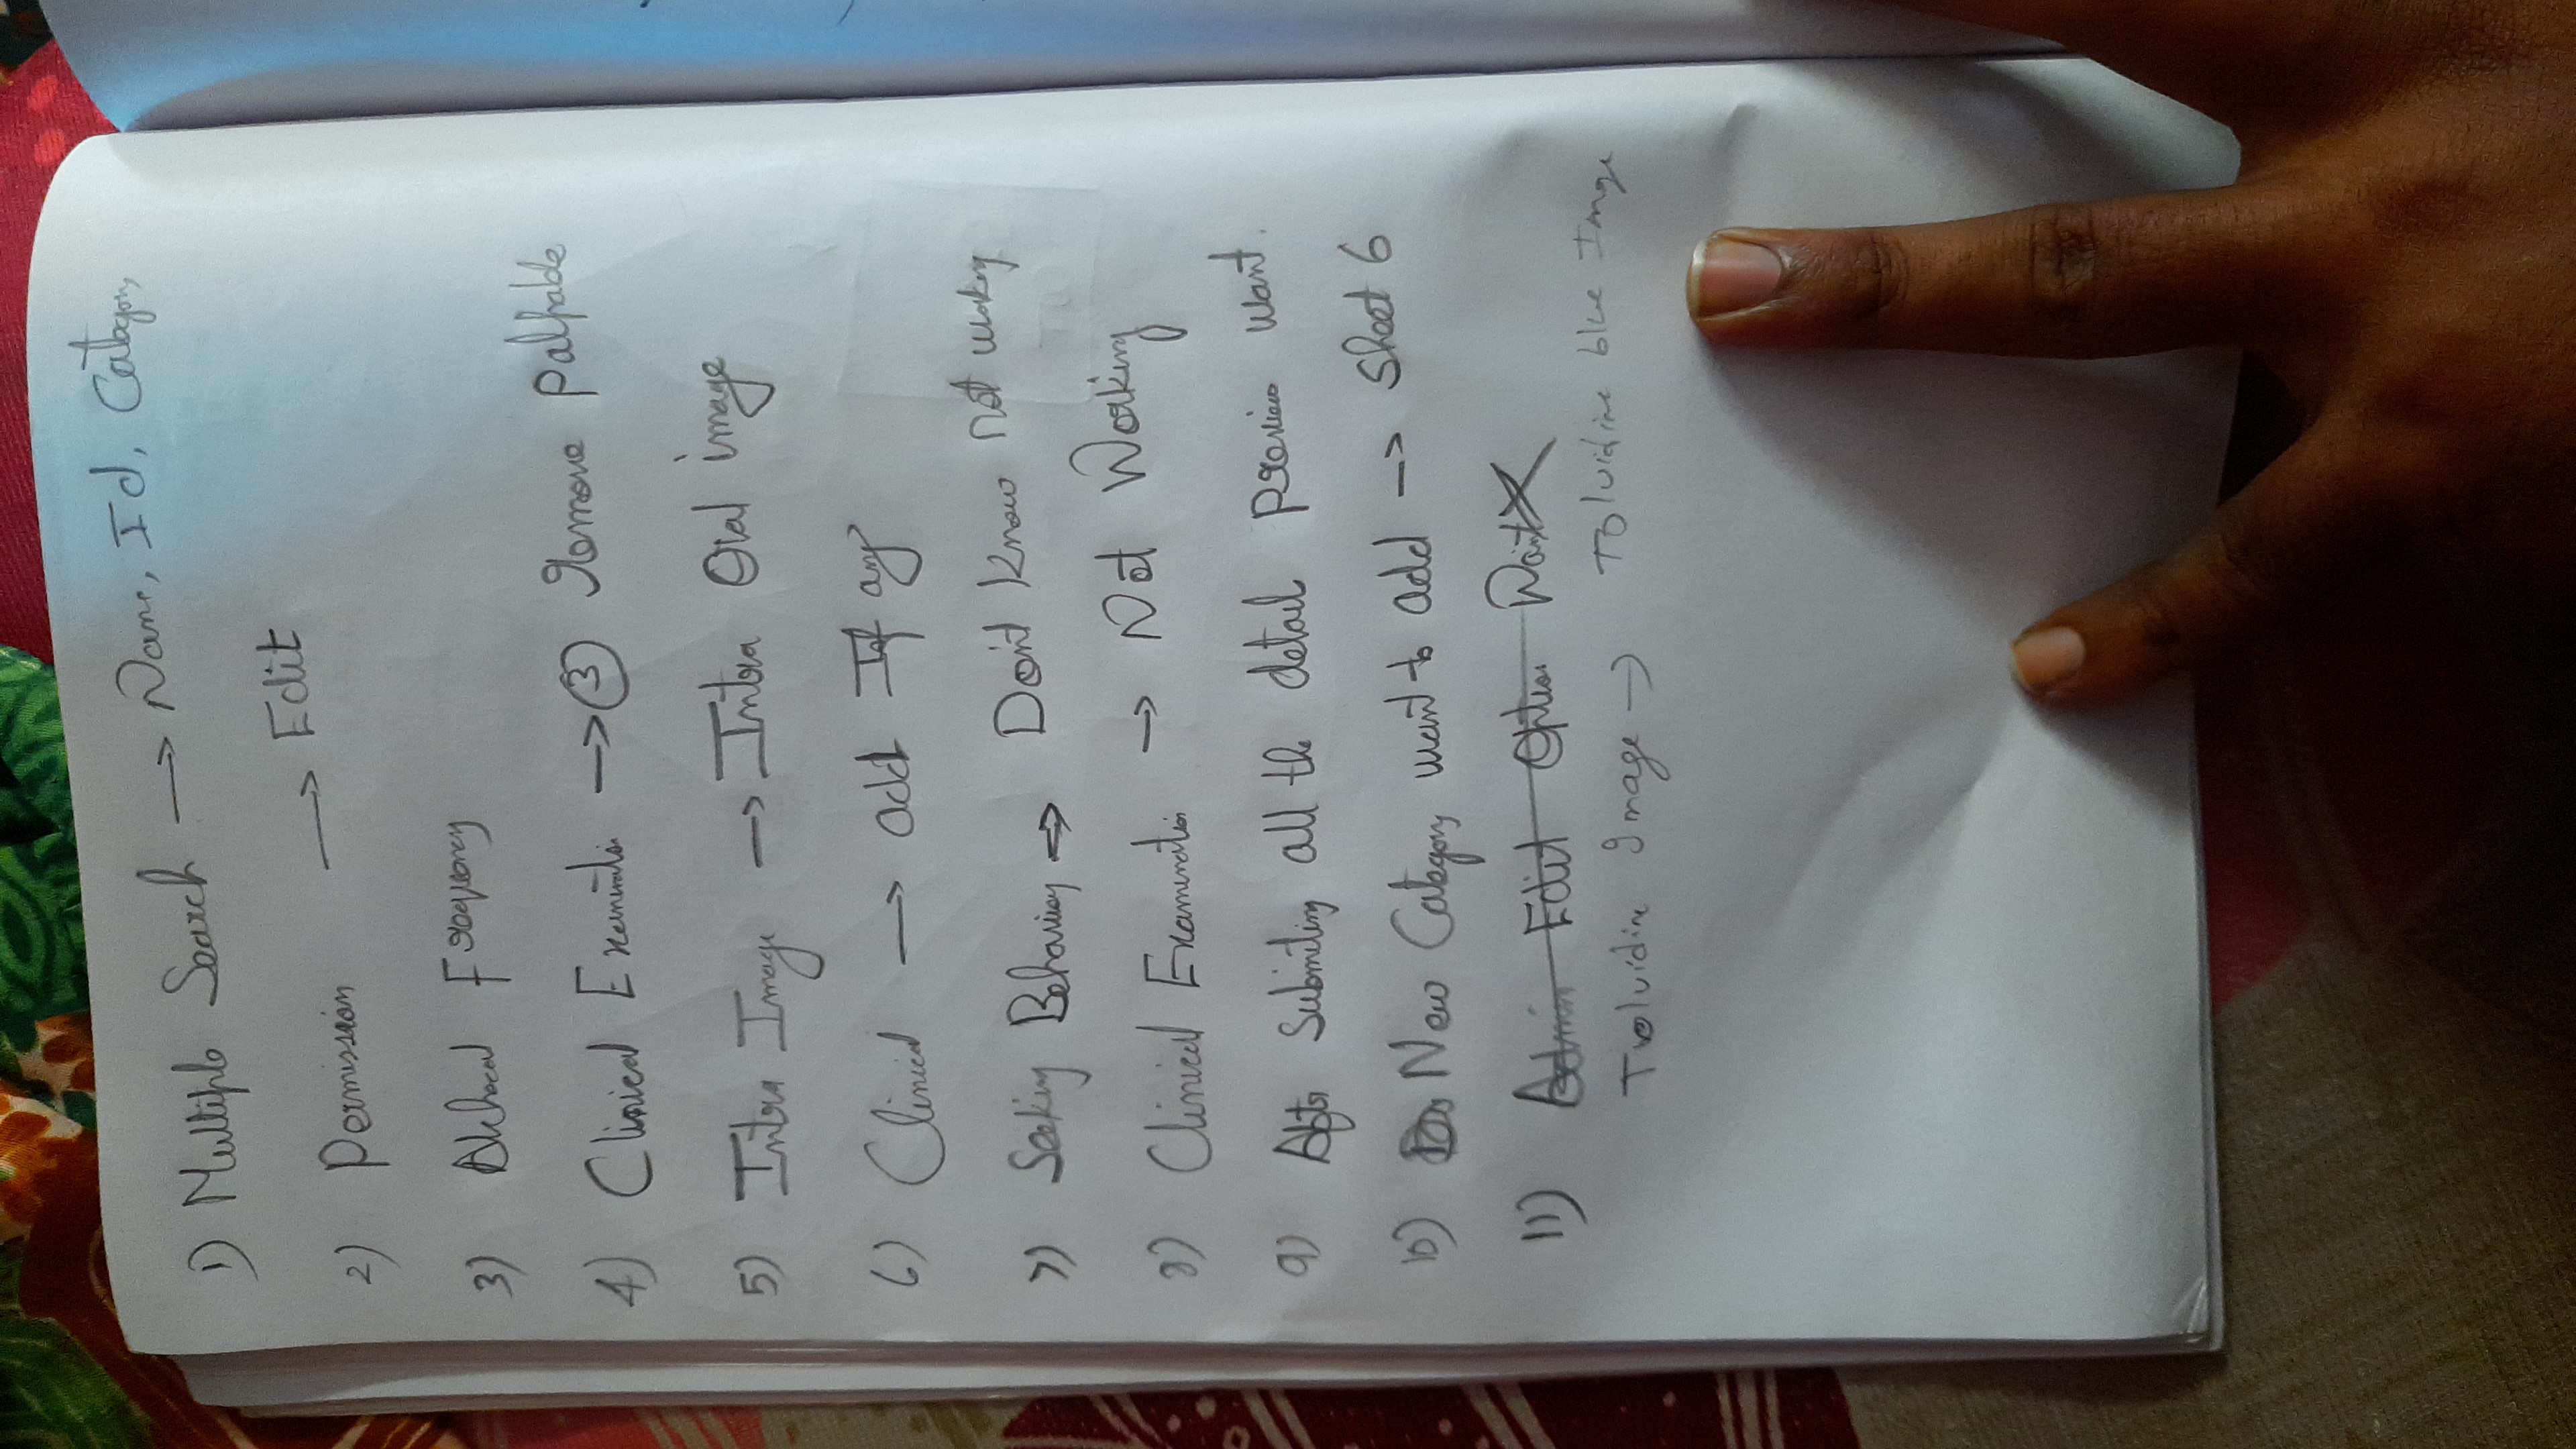 1) Multiple Search → Name, Id, Category
2) Permission → Edit
3) Alchocal Frequency
4) Clinical Examination → ③ Remove Palpable
5) Intra Image → Intra Oral image
6) Clinical → add If any
7) Seeking Behaviour → Don't Know not working
8) Clinical Examination → Not Working
9) After Submiting all the detail Preview want.
10) New Category want to add → Sheet 6
11) Admin Edit Option Want
Toluidine Image → Toluidine blue Image